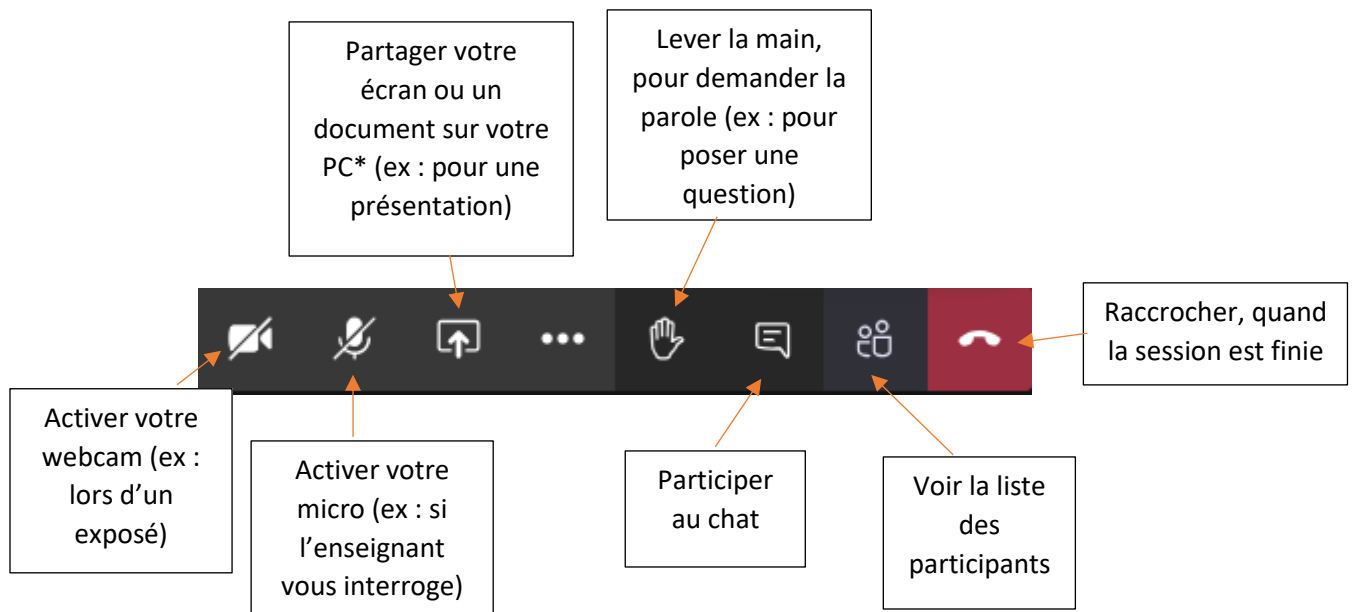 Partager votre
écran ou un
document sur votre
PC* (ex : pour une
présentation)
Lever la main,
pour demander la
parole (ex : pour
poser une
question)
Raccrocher, quand
la session est finie
Activer votre
webcam (ex :
lors d’un
exposé)
Activer votre
micro (ex : si
l’enseignant
vous interroge)
Participer
au chat
Voir la liste
des
participants